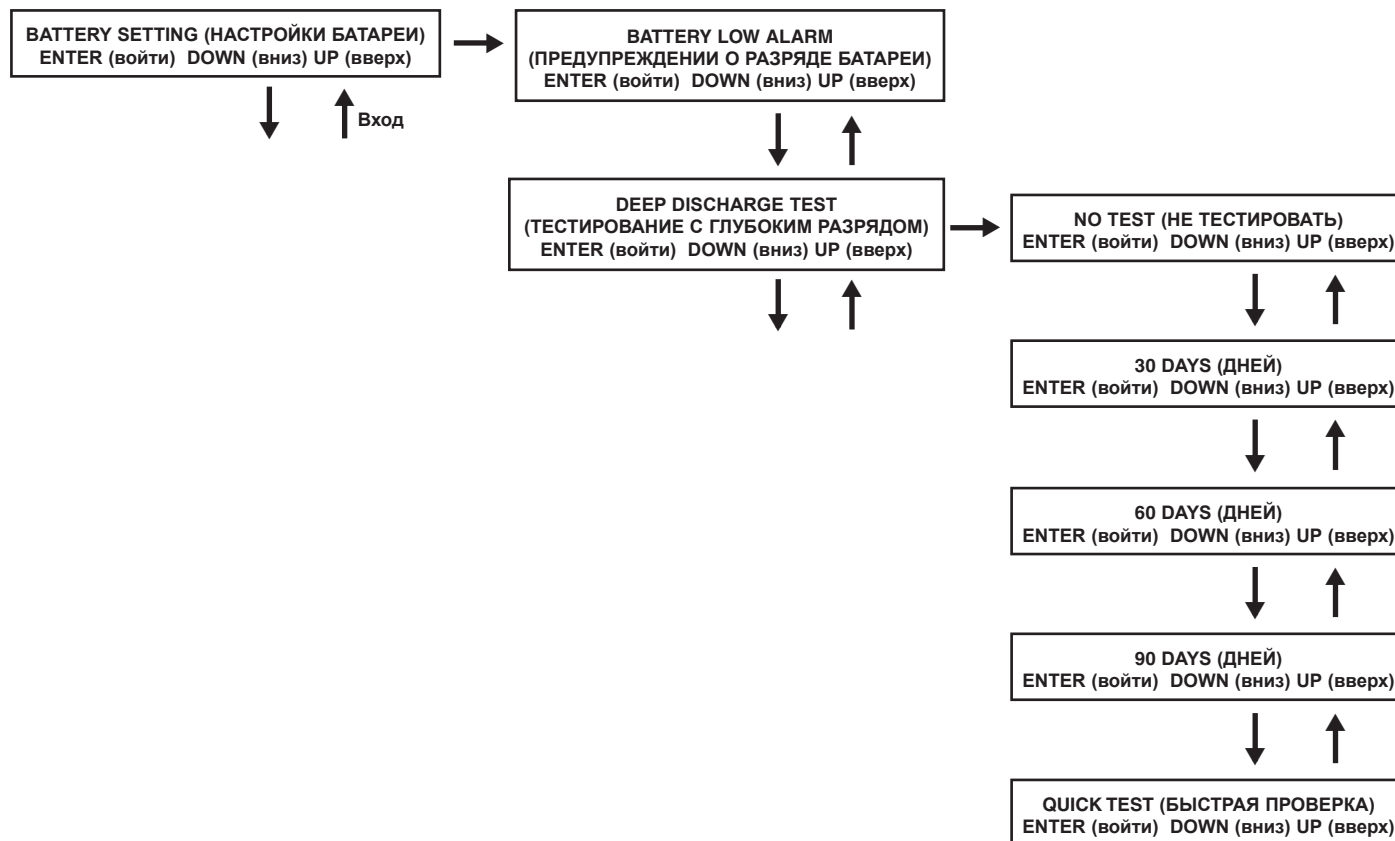 BATTERY SETTING (НАСТРОЙКИ БАТАРЕИ)
ENTER (войти) DOWN (вниз) UP (вверх)
Вход
BATTERY LOW ALARM
(ПРЕДУПРЕЖДЕНИИ О РАЗРЯДЕ БАТАРЕИ)
ENTER (войти) DOWN (вниз) UP (вверх)
DEEP DISCHARGE TEST
(ТЕСТИРОВАНИЕ С ГЛУБОКИМ РАЗРЯДОМ)
ENTER (войти) DOWN (вниз) UP (вверх)
NO TEST (НЕ ТЕСТИРОВАТЬ)
ENTER (войти) DOWN (вниз) UP (вверх)
30 DAYS (ДНЕЙ)
ENTER (войти) DOWN (вниз) UP (вверх)
60 DAYS (ДНЕЙ)
ENTER (войти) DOWN (вниз) UP (вверх)
90 DAYS (ДНЕЙ)
ENTER (войти) DOWN (вниз) UP (вверх)
QUICK TEST (БЫСТРАЯ ПРОВЕРКА)
ENTER (войти) DOWN (вниз) UP (вверх)